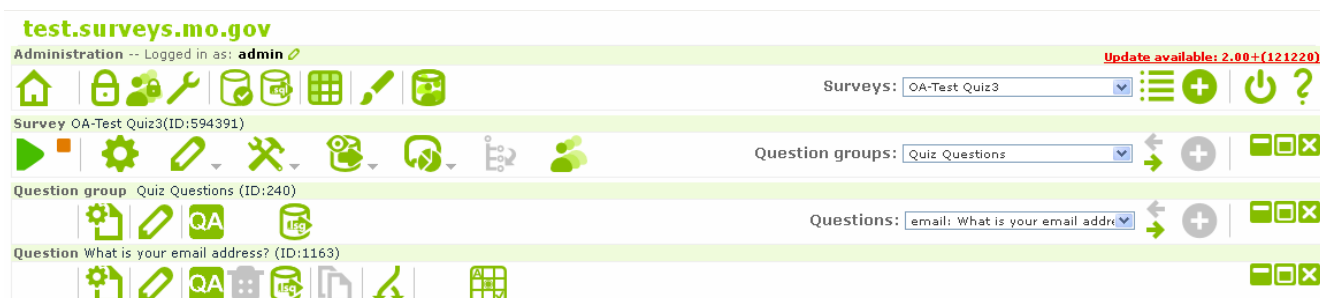 test.surveys.mo.gov
Administration -- Logged in as: admin
Update available: 2.00+(121220)
Surveys: OA-Test Quiz3
Survey OA-Test Quiz3(ID:594391)
Question groups: Quiz Questions
Question group Quiz Questions (ID:240)
QA lsq
Questions: email: What is your email addre
Question What is your email address? (ID:1163)
QA lsq